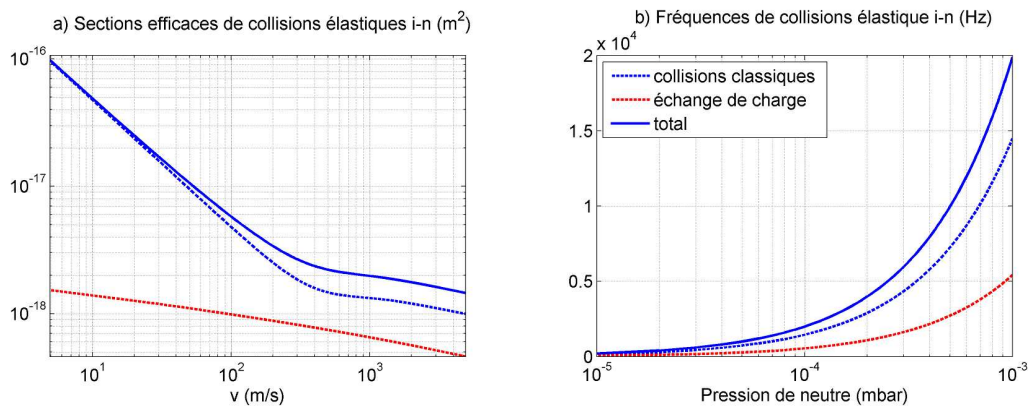 a) Sections efficaces de collisions élastiques i-n (m²)
10⁻¹⁶
10⁻¹⁷
10⁻¹⁸
10¹ 10² 10³
v (m/s)
b) Fréquences de collisions élastique i-n (Hz)
x 10⁴
2
1.5
1
0.5
0
collisions classiques
échange de charge
total
10⁻⁵ 10⁻⁴ 10⁻³
Pression de neutre (mbar)